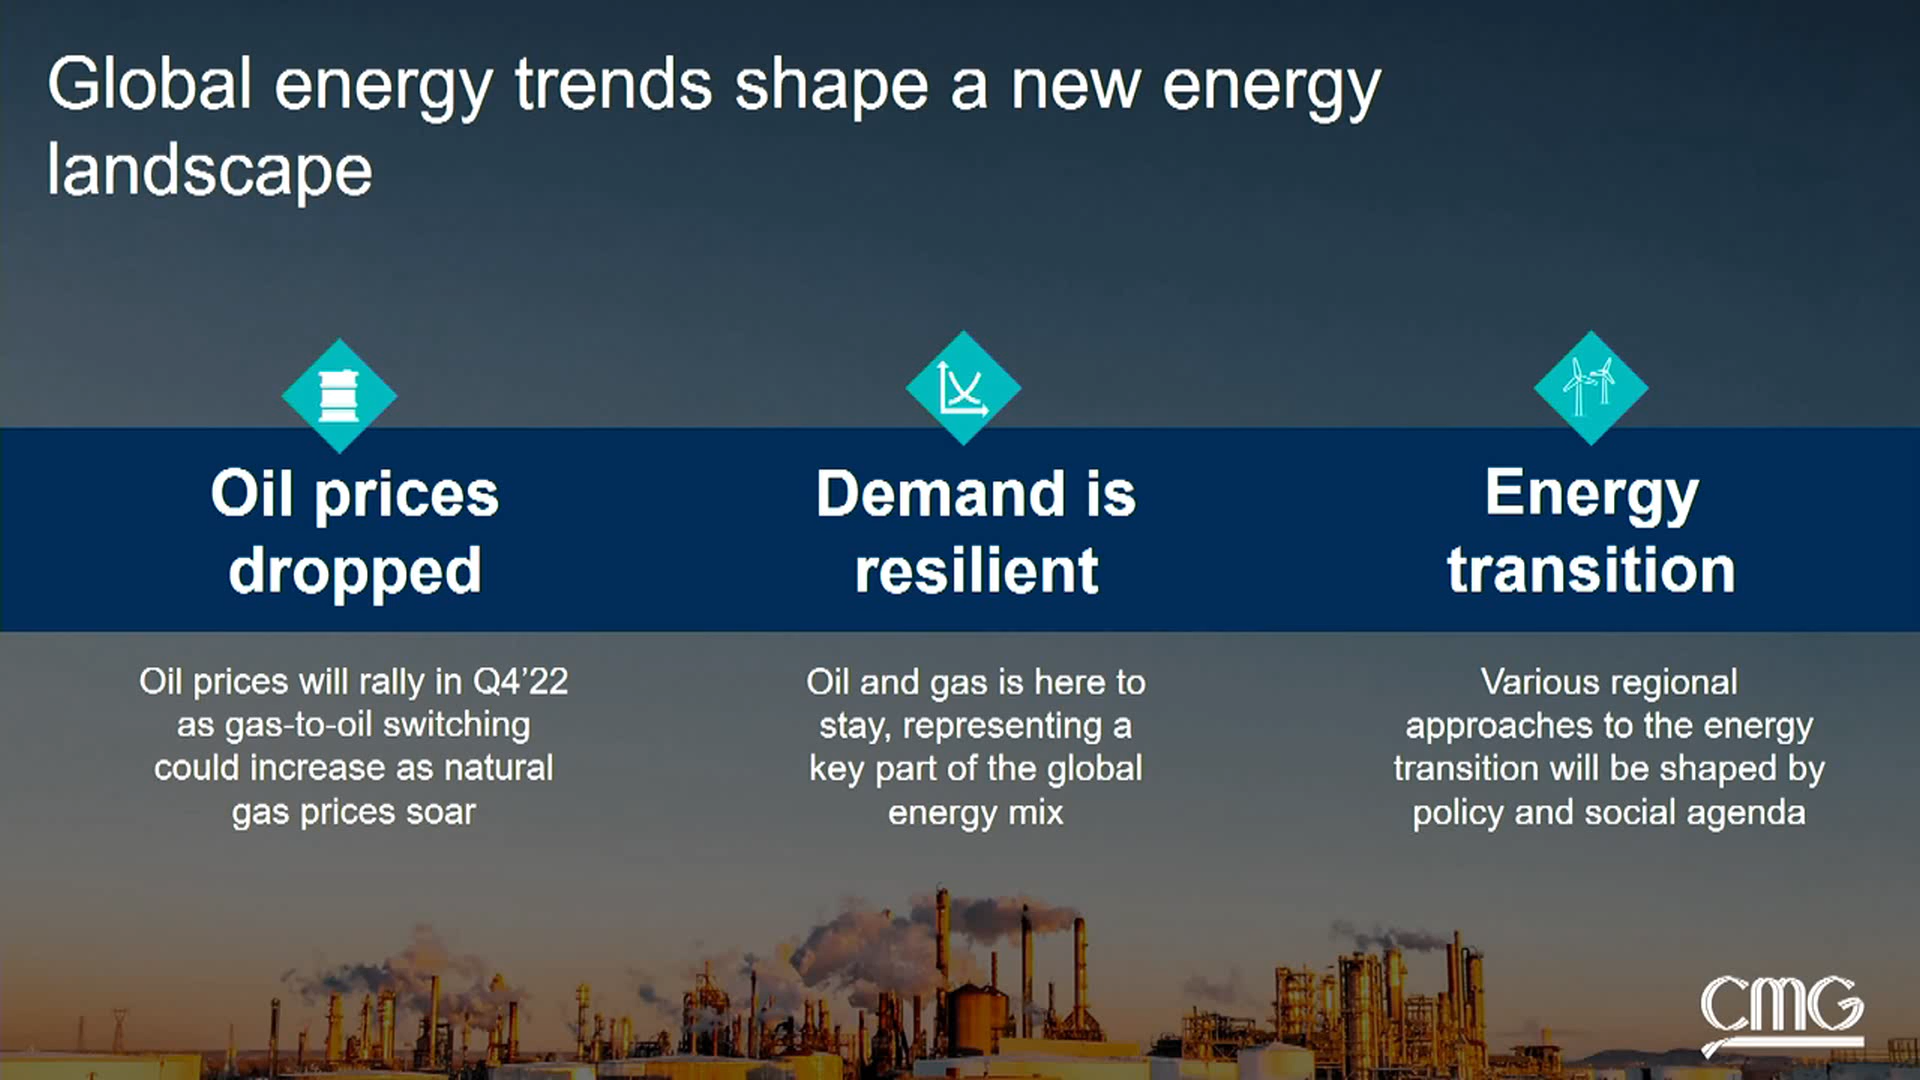 Global energy trends shape a new energy
landscape
Oil prices
dropped
Oil prices will rally in Q4’22
as gas-to-oil switching
could increase as natural
gas prices soar
Demand is
resilient
Oil and gas is here to
stay, representing a
key part of the global
energy mix
Energy
transition
Various regional
approaches to the energy
transition will be shaped by
policy and social agenda
CMG